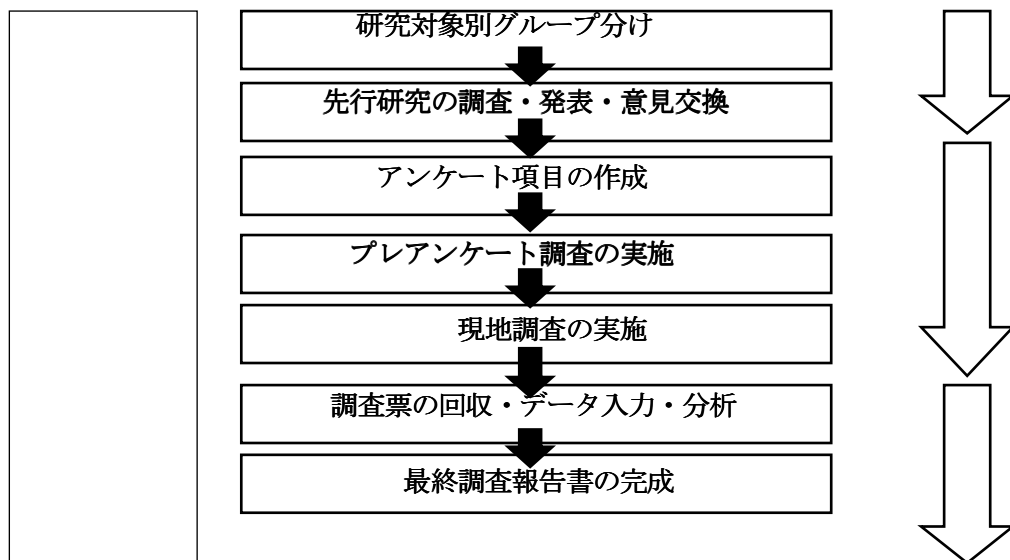 研究対象別グループ分け
先行研究の調査・発表・意見交換
アンケート項目の作成
プレアンケート調査の実施
現地調査の実施
調査票の回収・データ入力・分析
最終調査報告書の完成